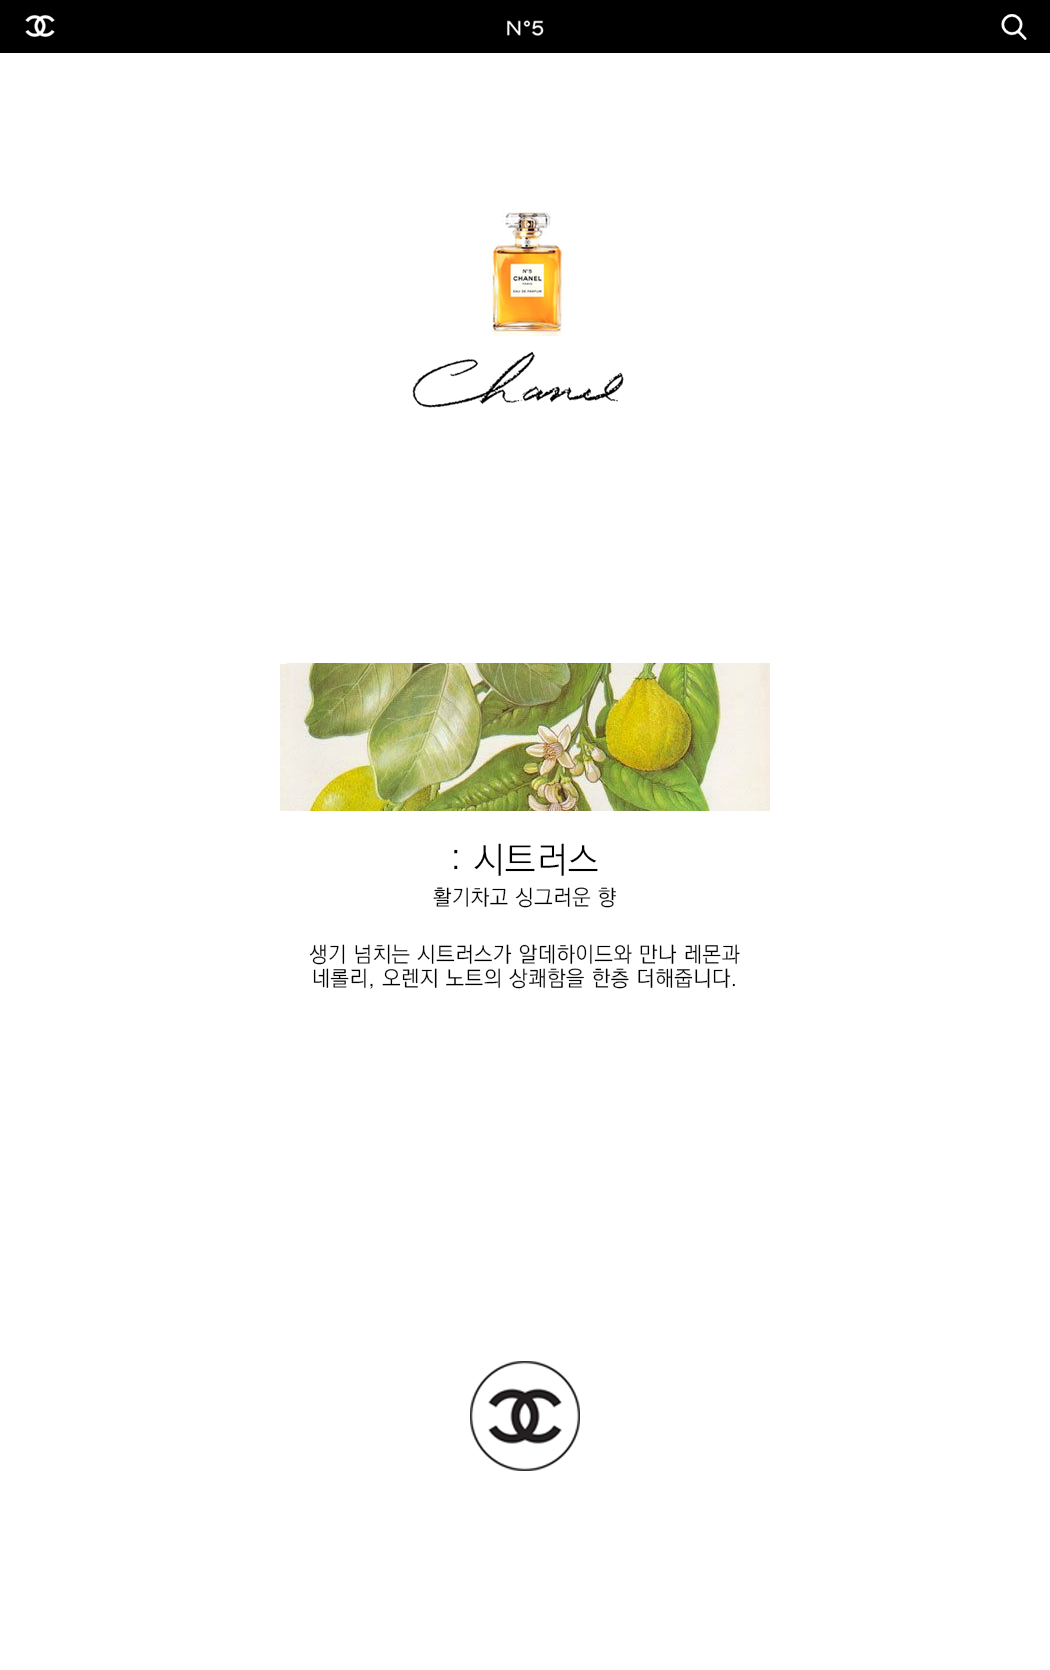 N°5
N°5
CHANEL
PARIS
EAU DE PARFUM
Chanel
: 시트러스
활기차고 싱그러운 향
생기 넘치는 시트러스가 알데하이드와 만나 레몬과
네롤리, 오렌지 노트의 상쾌함을 한층 더해줍니다.